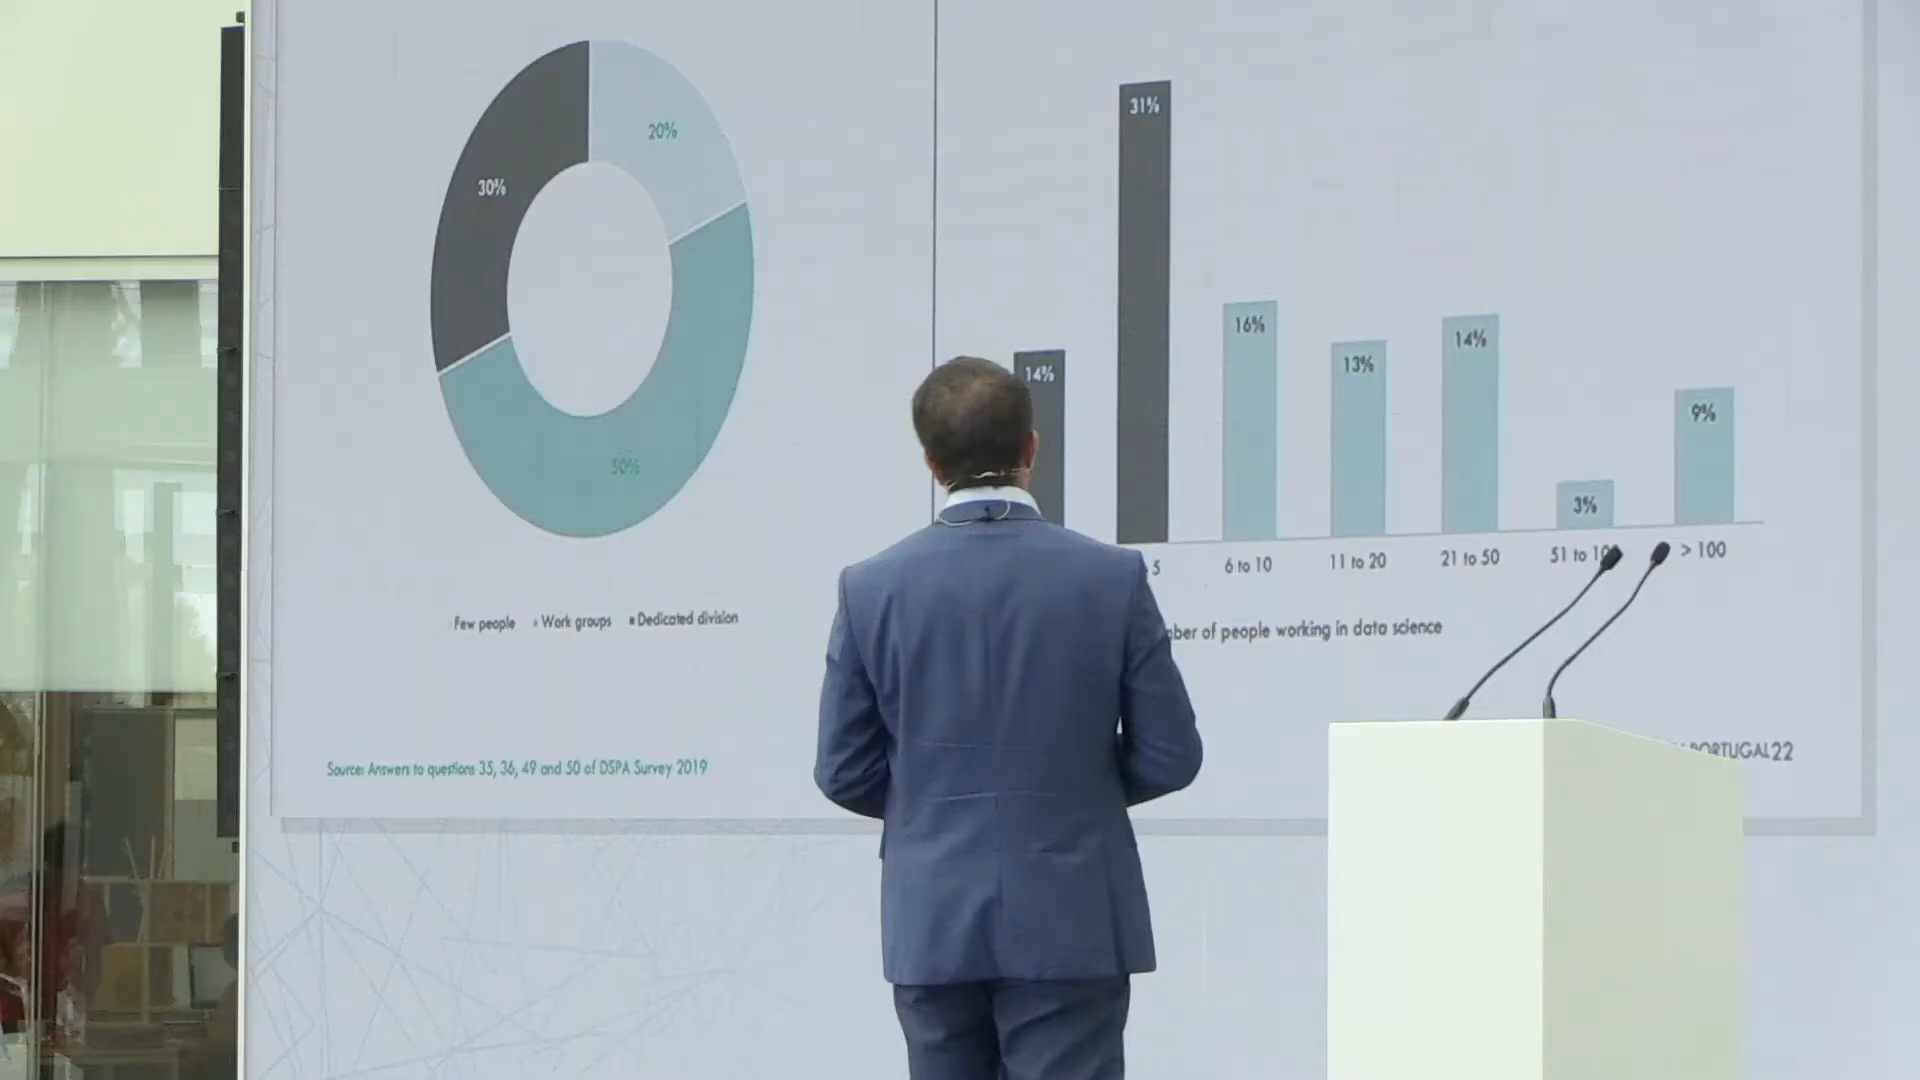 20%
30%
50%
Few people Work groups Dedicated division
Source: Answers to questions 35, 36, 49 and 50 of DSPA Survey 2019
14%
31%
16%
13%
14%
3%
9%
5 6 to 10 11 to 20 21 to 50 51 to > 100
of people working in data science
PORTUGAL22